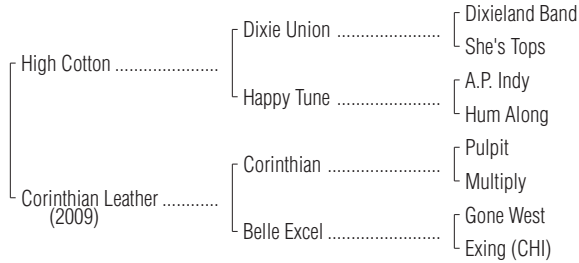 Dixieland Band
Dixie Union ....................
She's Tops
High Cotton ....................
A.P. Indy
Happy Tune ....................
Hum Along
Pulpit
Corinthian ....................
Multiply
Corinthian Leather ............
(2009)
Gone West
Belle Excel ....................
Exing (CHI)